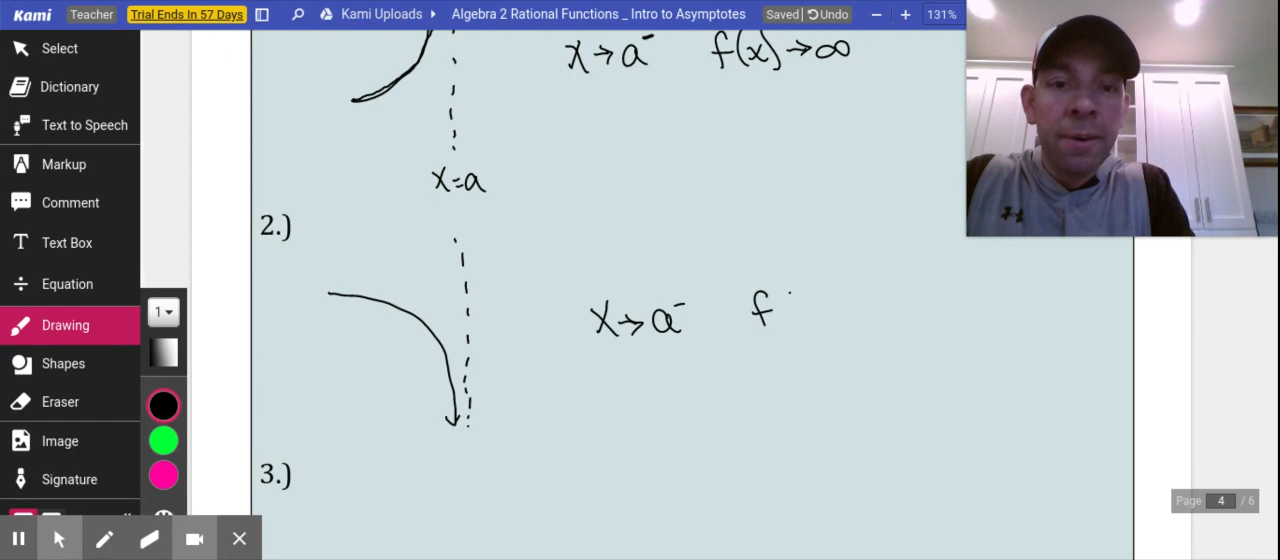 Kami Teacher Trial Ends In 57 Days Kami Uploads Algebra 2 Rational Functions _ Intro to Asymptotes Saved Undo 131%
Select
Dictionary
Text to Speech
Markup
Comment
Text Box
Equation
Drawing
Shapes
Eraser
Image
Signature
1
x→a⁻ f(x)→∞
x=a
2.)
x→a⁻ f
3.)
Page 4 / 6